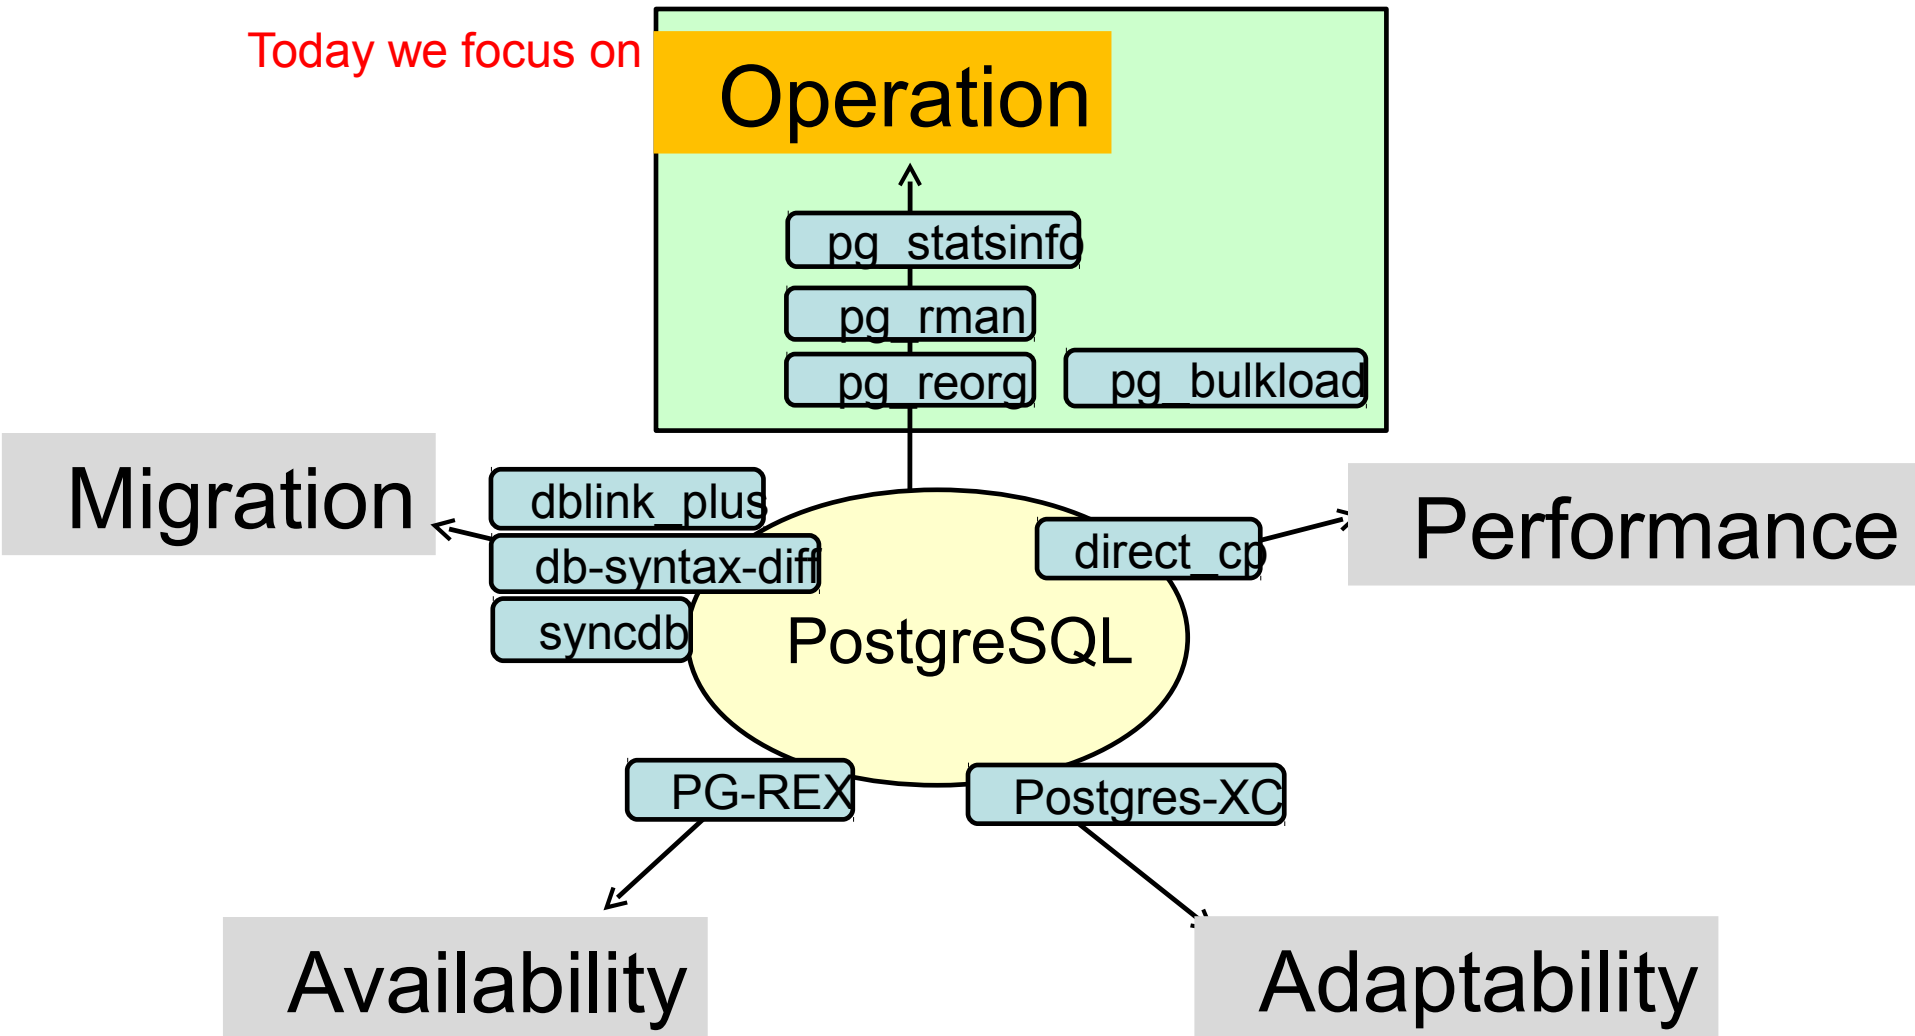 Today we focus on
Operation
pg_statsinfo
pg_rman
pg_reorg
pg_bulkload
Migration
dblink_plus
db-syntax-diff
syncdb
direct_cp
Performance
PostgreSQL
PG-REX
Postgres-XC
Availability
Adaptability